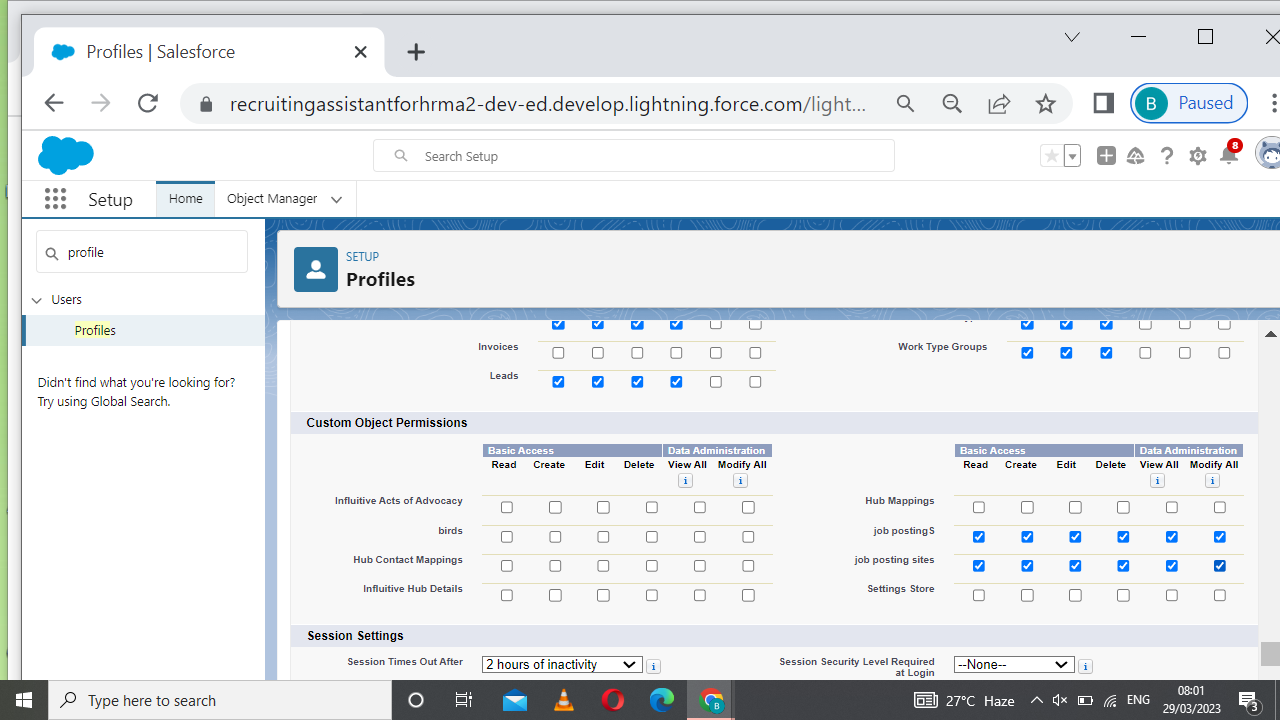 Profiles | Salesforce
recruitingassistantforhrma2-dev-ed.develop.lightning.force.com/light...
B
Paused
Search Setup
8
Setup
Home
Object Manager
profile
Users
Profiles
Didn't find what you're looking for?
Try using Global Search.
SETUP
Profiles
Invoices
Work Type Groups
Leads
Custom Object Permissions
Basic Access Data Administration Basic Access Data Administration
Read Create Edit Delete View All Modify All Read Create Edit Delete View All Modify All
i i i i
Influitive Acts of Advocacy Hub Mappings
birds job postingS
Hub Contact Mappings job posting sites
Influitive Hub Details Settings Store
Session Settings
Session Times Out After 2 hours of inactivity i Session Security Level Required
at Login --None-- i
Type here to search
B
27°C Haze
ENG
08:01
29/03/2023
3